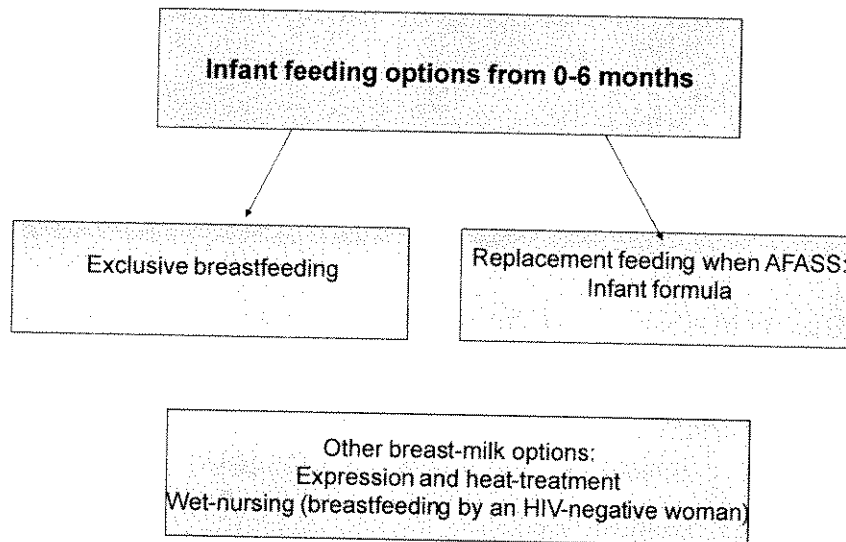 Infant feeding options from 0-6 months
Exclusive breastfeeding
Replacement feeding when AFASS:
Infant formula
Other breast-milk options:
Expression and heat-treatment
Wet-nursing (breastfeeding by an HIV-negative woman)